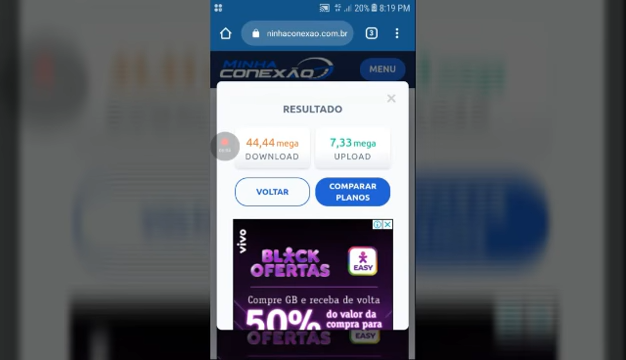 20% 8:19 PM
ninhaconexao.com.br
3
MINHA
CONEXÃO
MENU
RESULTADO
44,44 mega
DOWNLOAD
7,33 mega
UPLOAD
VOLTAR
COMPARAR
PLANOS
vivo
BLACK
OFERTAS
EASY
Compre GB e receba de volta
50% do valor da
compra para